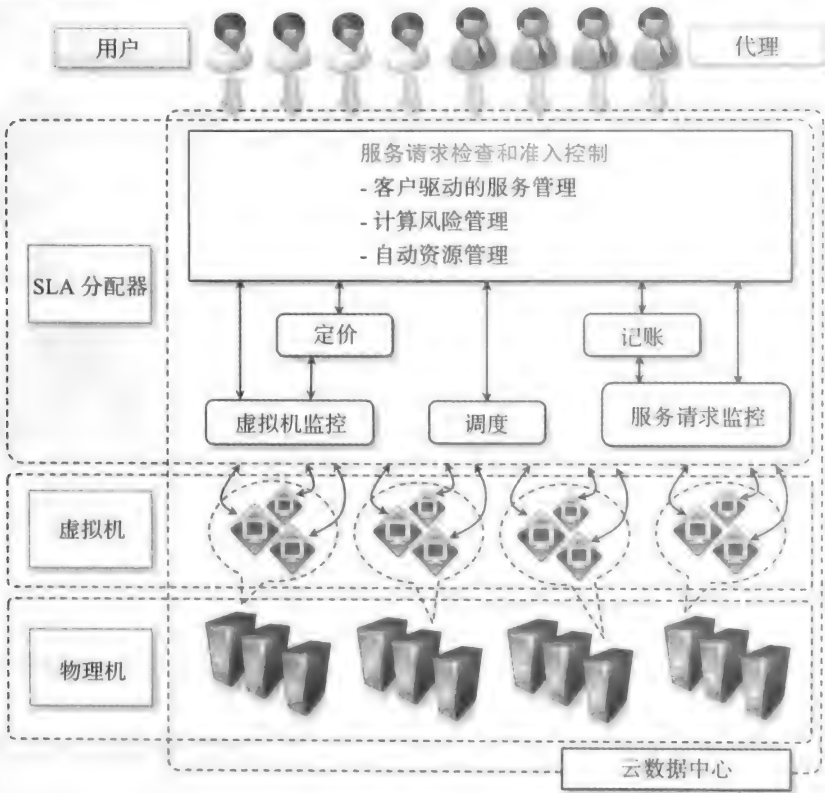 用户
代理
服务请求检查和准入控制
- 客户驱动的服务管理
- 计算风险管理
- 自动资源管理
SLA 分配器
定价
记账
虚拟机监控
调度
服务请求监控
虚拟机
物理机
云数据中心